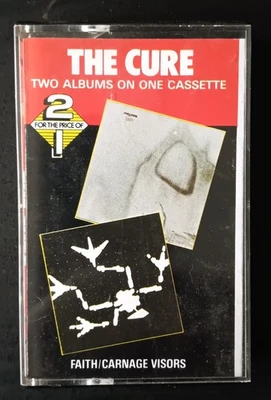 THE CURE
TWO ALBUMS ON ONE CASSETTE
2
FOR THE PRICE OF
1
FAITH/CARNAGE VISORS